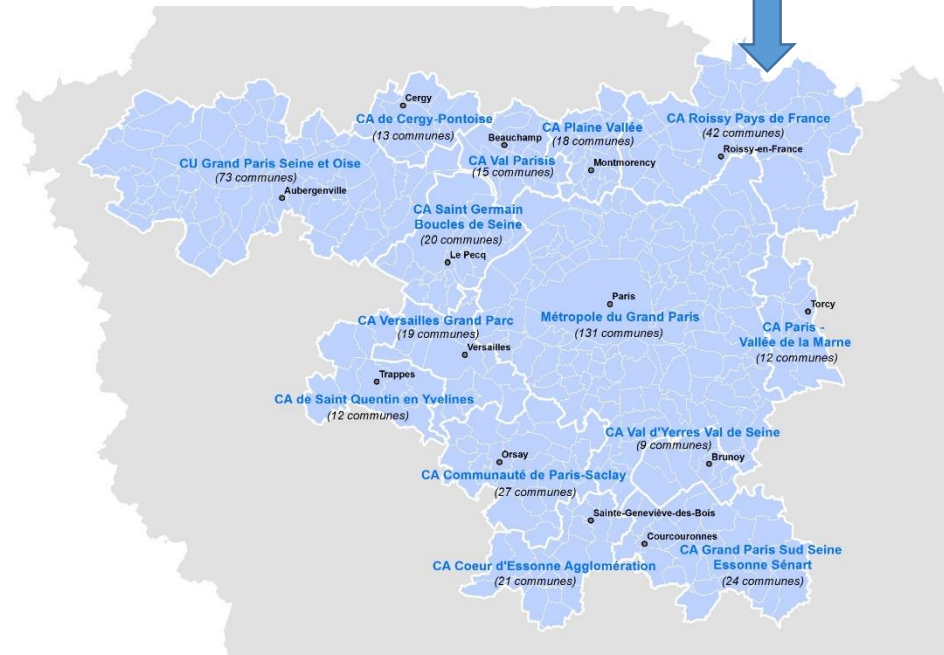 Cergy
CA de Cergy-Pontoise
(13 communes)
Beauchamp
CA Val Parisis
(15 communes)
CA Plaine Vallée
(18 communes)
Montmorency
CA Roissy Pays de France
(42 communes)
Roissy-en-France
CU Grand Paris Seine et Oise
(73 communes)
Aubergenville
CA Saint Germain
Boucles de Seine
(20 communes)
Le Pecq
Paris
Métropole du Grand Paris
(131 communes)
Torcy
CA Paris -
Vallée de la Marne
(12 communes)
CA Versailles Grand Parc
(19 communes)
Versailles
Trappes
CA de Saint Quentin en Yvelines
(12 communes)
CA Val d'Yerres Val de Seine
(9 communes)
Brunoy
Orsay
CA Communauté de Paris-Saclay
(27 communes)
Sainte-Geneviève-des-Bois
CA Coeur d'Essonne Agglomération
(21 communes)
Courcouronnes
CA Grand Paris Sud Seine
Essonne Sénart
(24 communes)